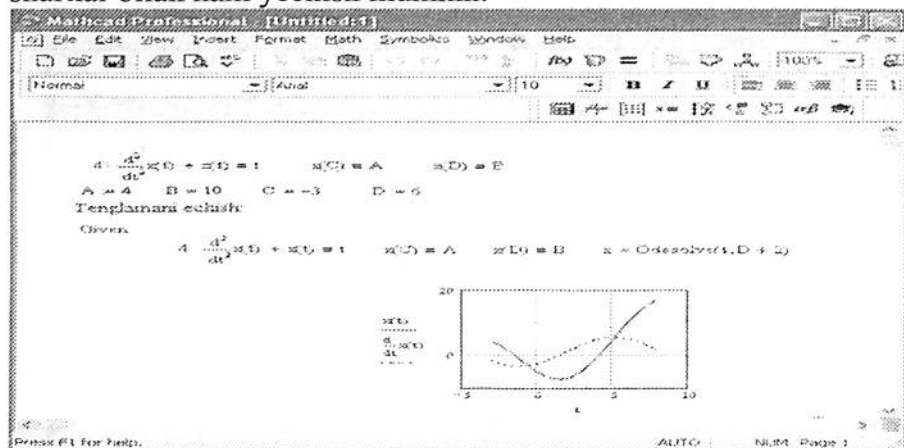 Mathcad Professional - [Untitled:1]
File Edit View Insert Format Math Symbolics Window Help
100%
Normal Arial 10 B I U
4· d²/dt² x(t) + x(t) = t x(C) = A x(D) = B
A = 4 B = 10 C = -3 D = 6
Tenglamani echish:
Given
4· d²/dt² x(t) + x(t) = t x(C) = A x(D) = B x = Odesolve(t, D + 2)
20
x(t)
d/dt x(t)
0
-5 0 5 10
t
Press F1 for help. AUTO NUM Page 1